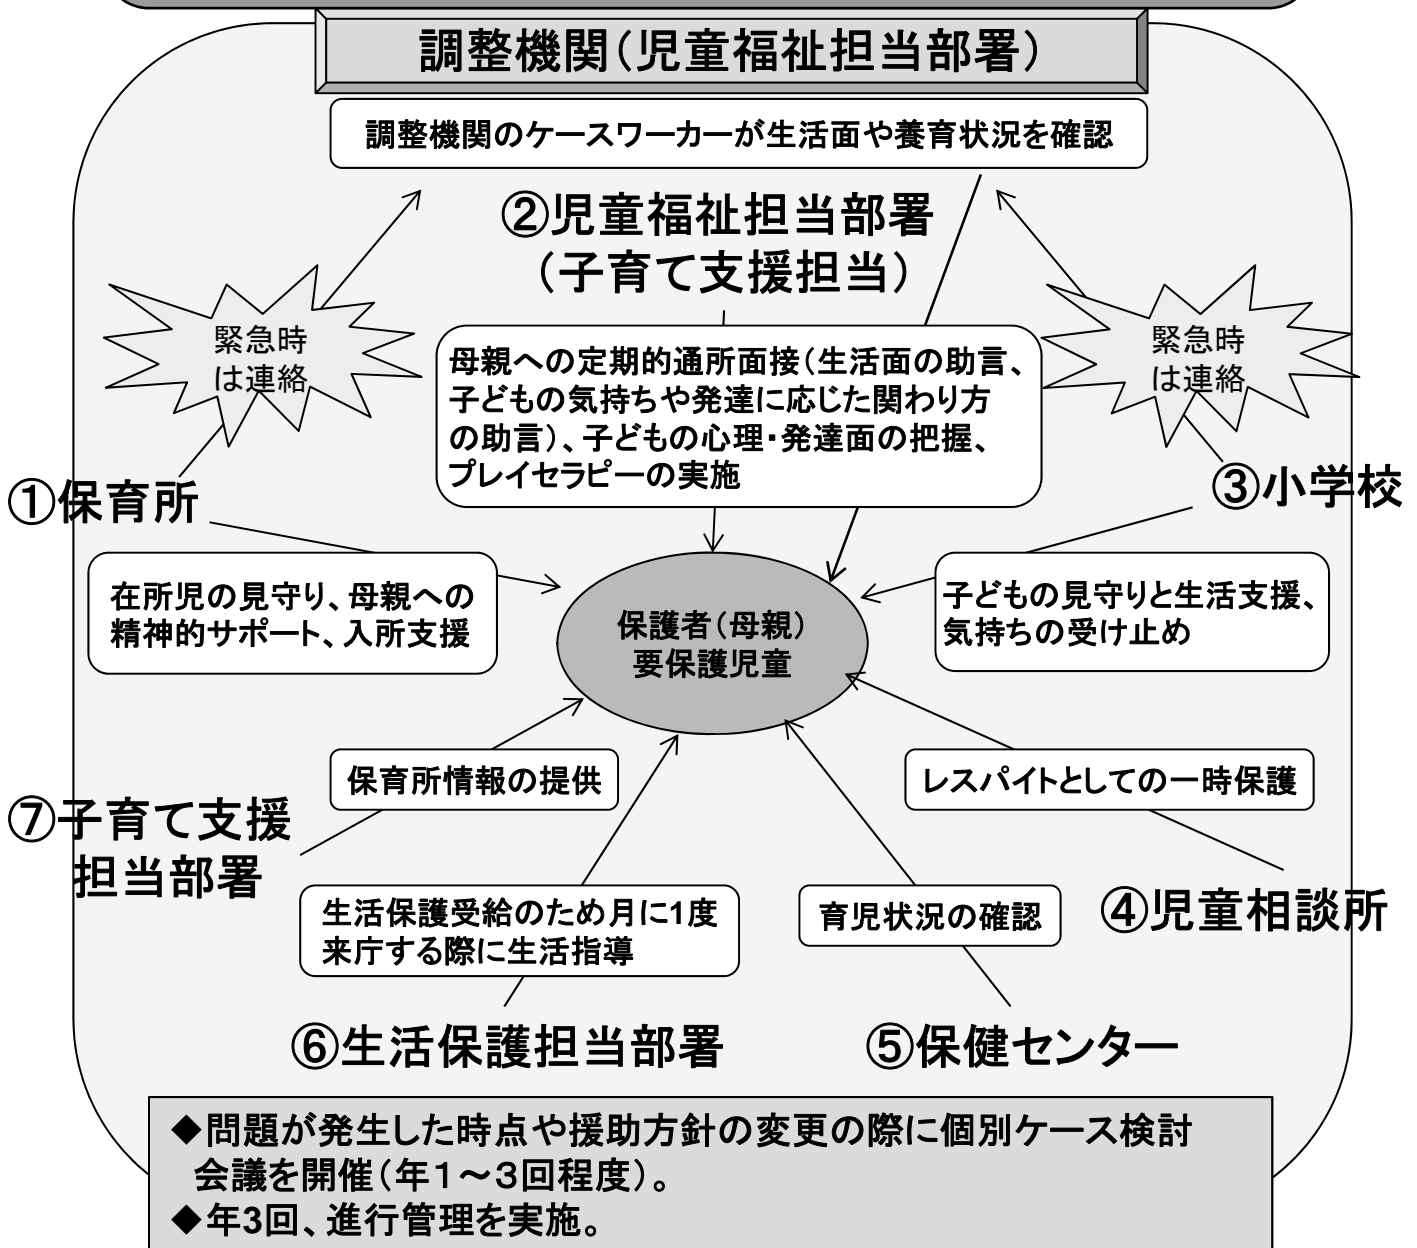 調整機関(児童福祉担当部署)
調整機関のケースワーカーが生活面や養育状況を確認
②児童福祉担当部署
(子育て支援担当)
緊急時
は連絡
緊急時
は連絡
母親への定期的通所面接(生活面の助言、
子どもの気持ちや発達に応じた関わり方
の助言)、子どもの心理・発達面の把握、
プレイセラピーの実施
①保育所
③小学校
在所児の見守り、母親への
精神的サポート、入所支援
保護者(母親)
要保護児童
子どもの見守りと生活支援、
気持ちの受け止め
保育所情報の提供
レスパイトとしての一時保護
⑦子育て支援
担当部署
生活保護受給のため月に1度
来庁する際に生活指導
育児状況の確認
④児童相談所
⑥生活保護担当部署
⑤保健センター
◆問題が発生した時点や援助方針の変更の際に個別ケース検討
会議を開催(年1~3回程度)。
◆年3回、進行管理を実施。